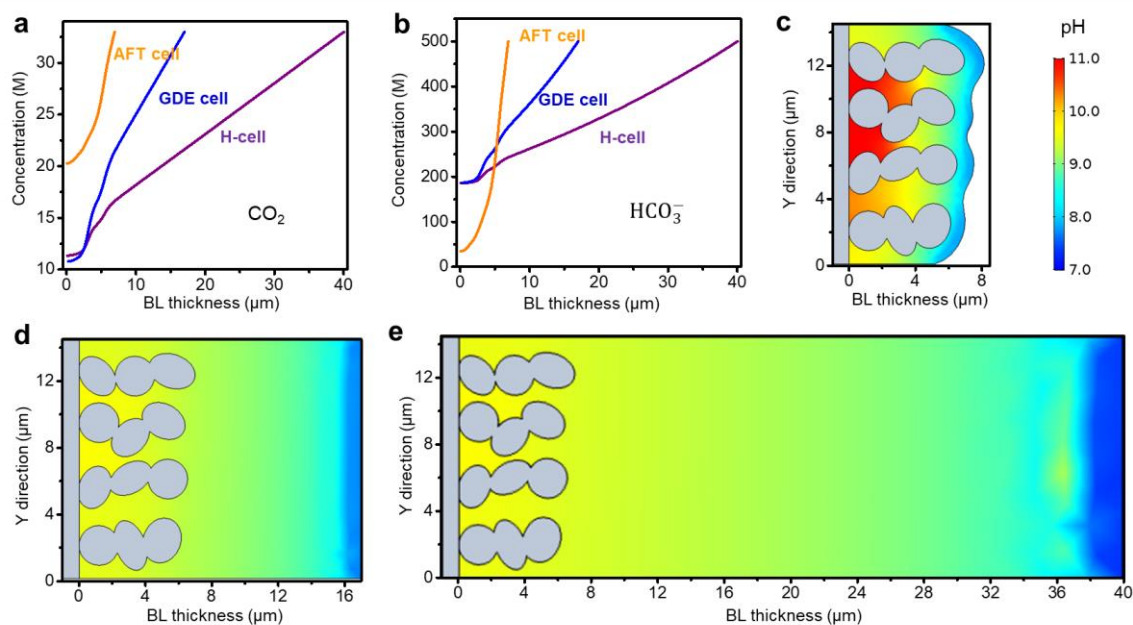 a
Concentration (M)
30
25
20
15
10
AFT cell
GDE cell
H-cell
CO₂
0 10 20 30 40
BL thickness (µm)
b
Concentration (M)
500
400
300
200
100
0
AFT cell
GDE cell
H-cell
HCO₃⁻
0 10 20 30 40
BL thickness (µm)
c
Y direction (µm)
12
8
4
0
0 4 8
BL thickness (µm)
pH
11.0
10.0
9.0
8.0
7.0
d
Y direction (µm)
12
8
4
0
0 4 8 12 16
BL thickness (µm)
e
Y direction (µm)
12
8
4
0
0 4 8 12 16 20 24 28 32 36 40
BL thickness (µm)